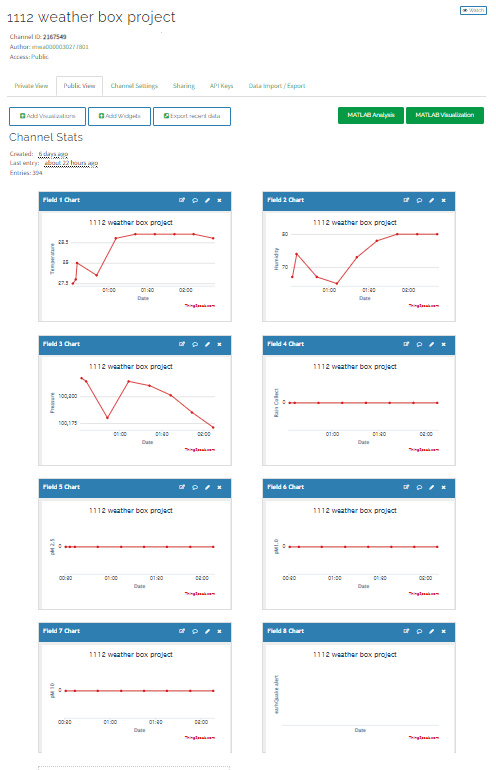 1112 weather box project
Watch
Channel ID: 2167549
Author: mwa0000030277801
Access: Public
Private View
Public View
Channel Settings
Sharing
API Keys
Data Import / Export
Add Visualizations
Add Widgets
Export recent data
MATLAB Analysis
MATLAB Visualization
Channel Stats
Created: 6 days ago
Last entry: about 22 hours ago
Entries: 394
Field 1 Chart
1112 weather box project
Temperature
28.5
28
27.5
01:00
01:30
02:00
Date
ThingSpeak.com
Field 2 Chart
1112 weather box project
Humidity
80
70
01:00
01:30
02:00
Date
ThingSpeak.com
Field 3 Chart
1112 weather box project
Pressure
100,200
100,175
01:00
01:30
02:00
Date
ThingSpeak.com
Field 4 Chart
1112 weather box project
Rain Collect
0
01:00
01:30
02:00
Date
ThingSpeak.com
Field 5 Chart
1112 weather box project
pM 2.5
0
00:30
01:00
01:30
02:00
Date
ThingSpeak.com
Field 6 Chart
1112 weather box project
pM1.0
0
00:30
01:00
01:30
02:00
Date
ThingSpeak.com
Field 7 Chart
1112 weather box project
pM 10
0
00:30
01:00
01:30
02:00
Date
ThingSpeak.com
Field 8 Chart
1112 weather box project
earthQuake alert
Date
ThingSpeak.com